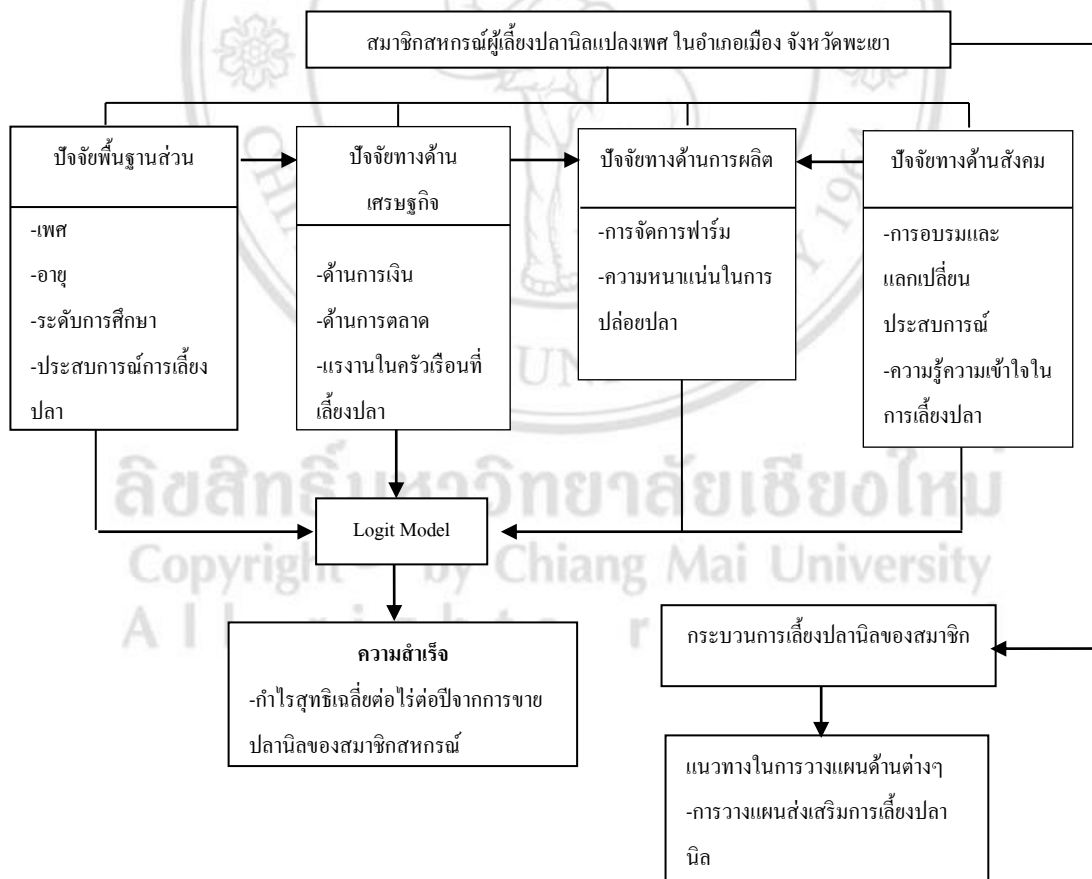 สมาชิกสหกรณ์ผู้เลี้ยงปลานิลแปลงเพศ ในอำเภอเมือง จังหวัดพะเยา
ปัจจัยพื้นฐานส่วน
-เพศ
-อายุ
-ระดับการศึกษา
-ประสบการณ์การเลี้ยง
ปลา
ปัจจัยทางด้าน
เศรษฐกิจ
-ด้านการเงิน
-ด้านการตลาด
-แรงานในครัวเรือนที่
เลี้ยงปลา
ปัจจัยทางด้านการผลิต
-การจัดการฟาร์ม
-ความหนาแน่นในการ
ปล่อยปลา
ปัจจัยทางด้านสังคม
-การอบรมและ
แลกเปลี่ยน
ประสบการณ์
-ความรู้ความเข้าใจใน
การเลี้ยงปลา
Logit Model
ความสำเร็จ
-กำไรสุทธิเฉลี่ยต่อไร่ต่อปีจากการขาย
ปลานิลของสมาชิกสหกรณ์
กระบวนการเลี้ยงปลานิลของสมาชิก
แนวทางในการวางแผนด้านต่างๆ
-การวางแผนส่งเสริมการเลี้ยงปลา
นิล
ลิขสิทธิ์มหาวิทยาลัยเชียงใหม่
Copyright by Chiang Mai University
All